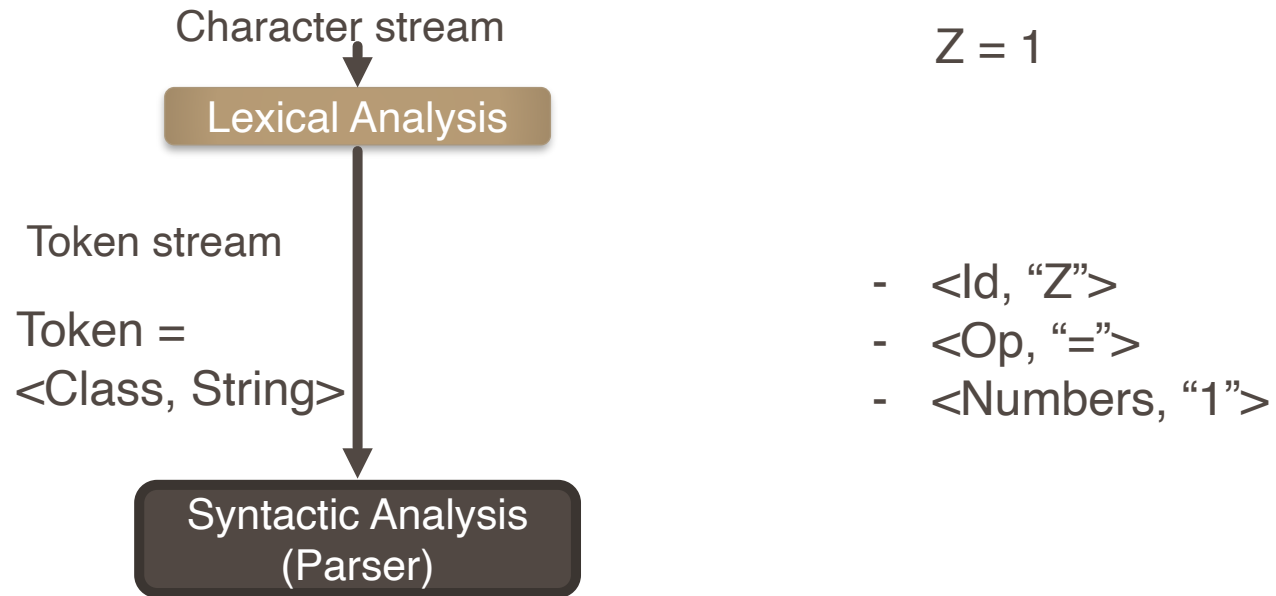 Character stream
Z = 1
Lexical Analysis
Token stream
Token =
<Class, String>
- <Id, “Z”>
- <Op, “=”>
- <Numbers, “1”>
Syntactic Analysis
(Parser)